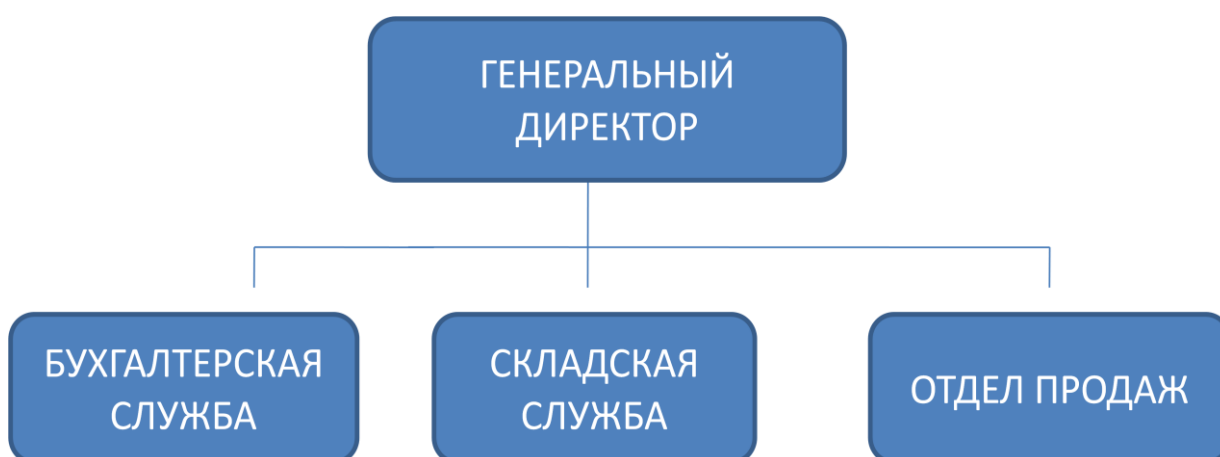 ГЕНЕРАЛЬНЫЙ
ДИРЕКТОР
БУХГАЛТЕРСКАЯ
СЛУЖБА
СКЛАДСКАЯ
СЛУЖБА
ОТДЕЛ ПРОДАЖ